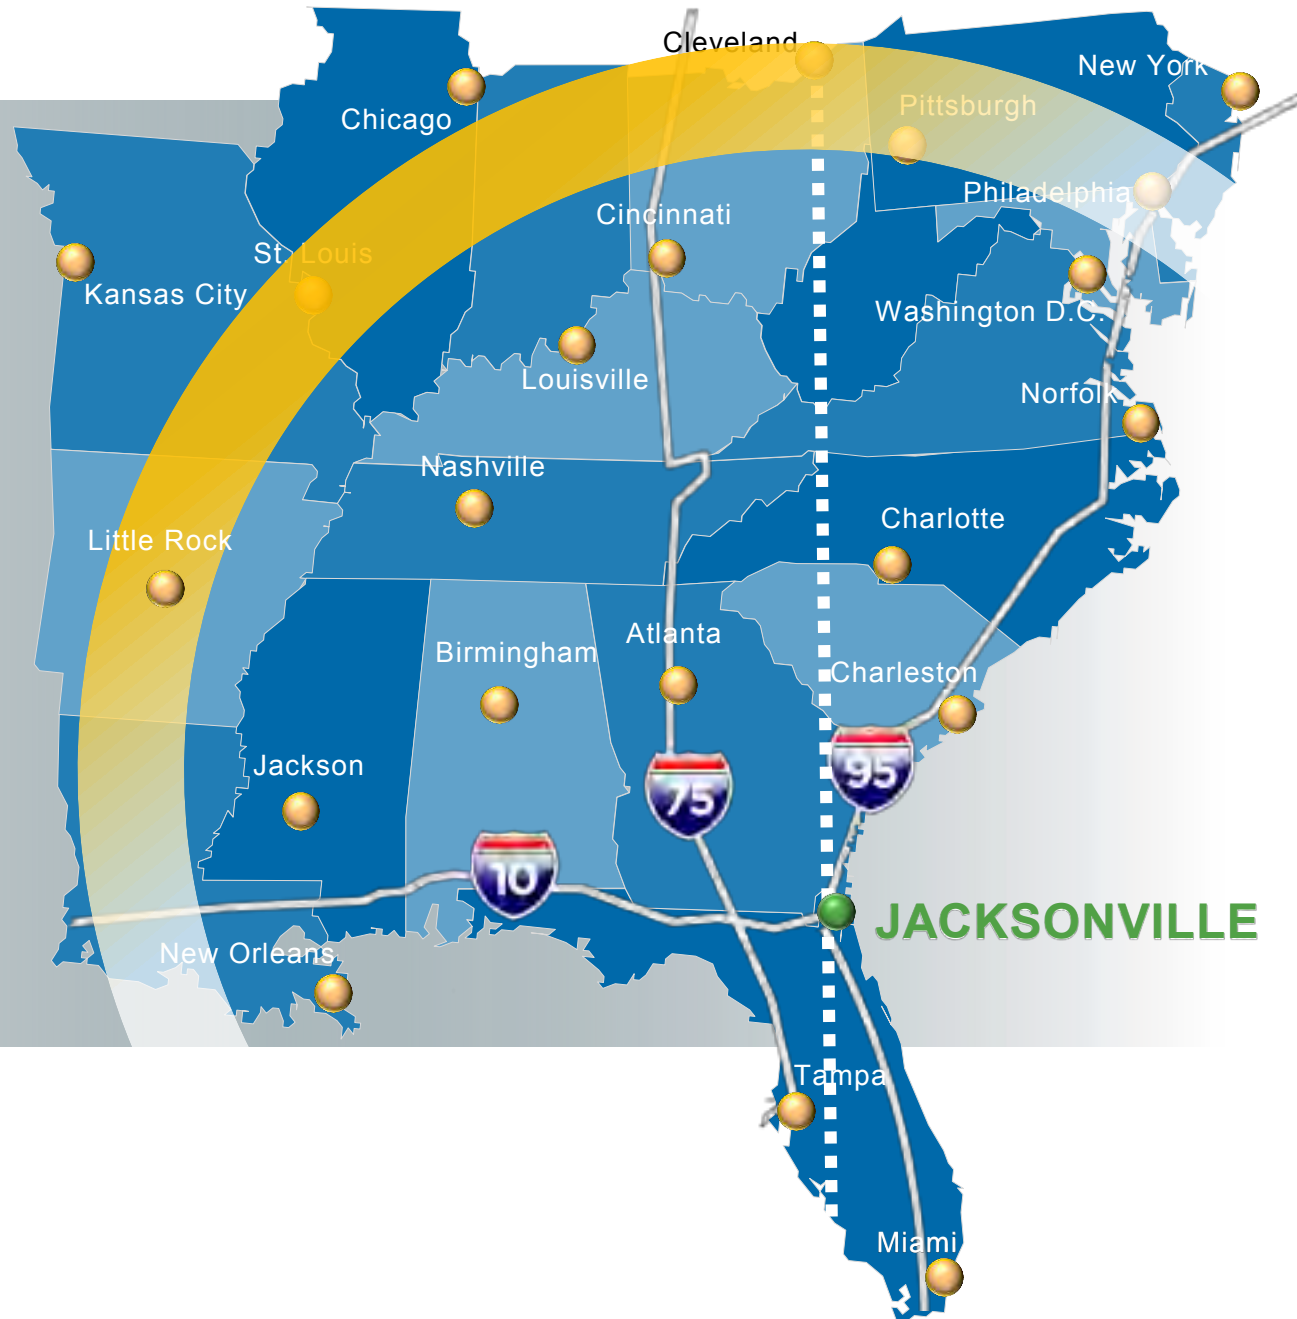 Cleveland
New York
Chicago
Pittsburgh
Philadelphia
Cincinnati
St. Louis
Kansas City
Washington D.C.
Louisville
Norfolk
Nashville
Charlotte
Little Rock
Atlanta
Birmingham
Charleston
Jackson
95
75
10
JACKSONVILLE
New Orleans
Tampa
Miami